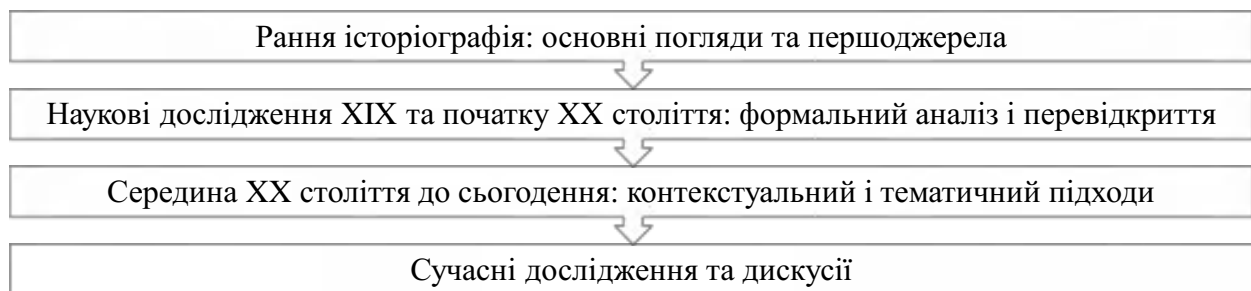 Рання історіографія: основні погляди та першоджерела
Наукові дослідження XIX та початку XX століття: формальний аналіз і перевідкриття
Середина XX століття до сьогодення: контекстуальний і тематичний підходи
Сучасні дослідження та дискусії